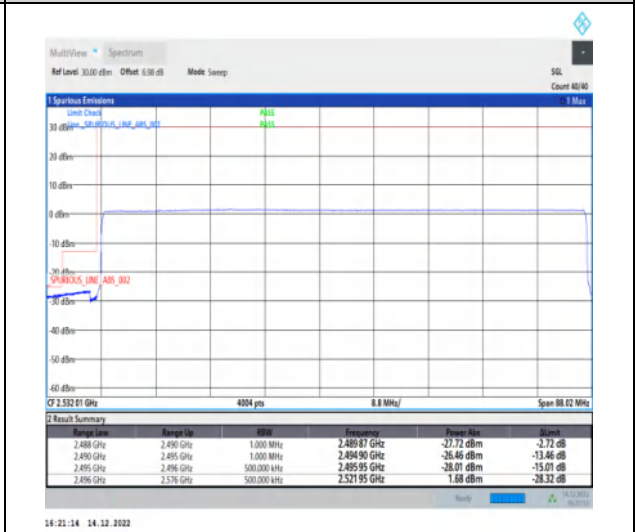 MultiView Spectrum
Ref Level 30.00 dBm Offset 6.98 dB Mode Sweep SGL
Count 40/40
1 Spurious Emissions 1 Max
Limit Check PASS
30 dBm Line _SPURIOUS_LINE_ABS_002 PASS
20 dBm
10 dBm
0 dBm
-10 dBm
-20 dBm
SPURIOUS_LINE_ABS_002
-30 dBm
-40 dBm
-50 dBm
-60 dBm
CF 2.532 01 GHz 4004 pts 8.8 MHz/ Span 88.02 MHz
2 Result Summary
Range Low Range Up RBW Frequency Power Abs ΔLimit
2.488 GHz 2.490 GHz 1.000 MHz 2.489 87 GHz -27.72 dBm -2.72 dB
2.490 GHz 2.495 GHz 1.000 MHz 2.494 90 GHz -26.46 dBm -13.46 dB
2.495 GHz 2.496 GHz 500.000 kHz 2.495 95 GHz -28.01 dBm -15.01 dB
2.496 GHz 2.576 GHz 500.000 kHz 2.521 95 GHz 1.68 dBm -28.32 dB
Ready 14.12.2022
16:21:14 14.12.2022